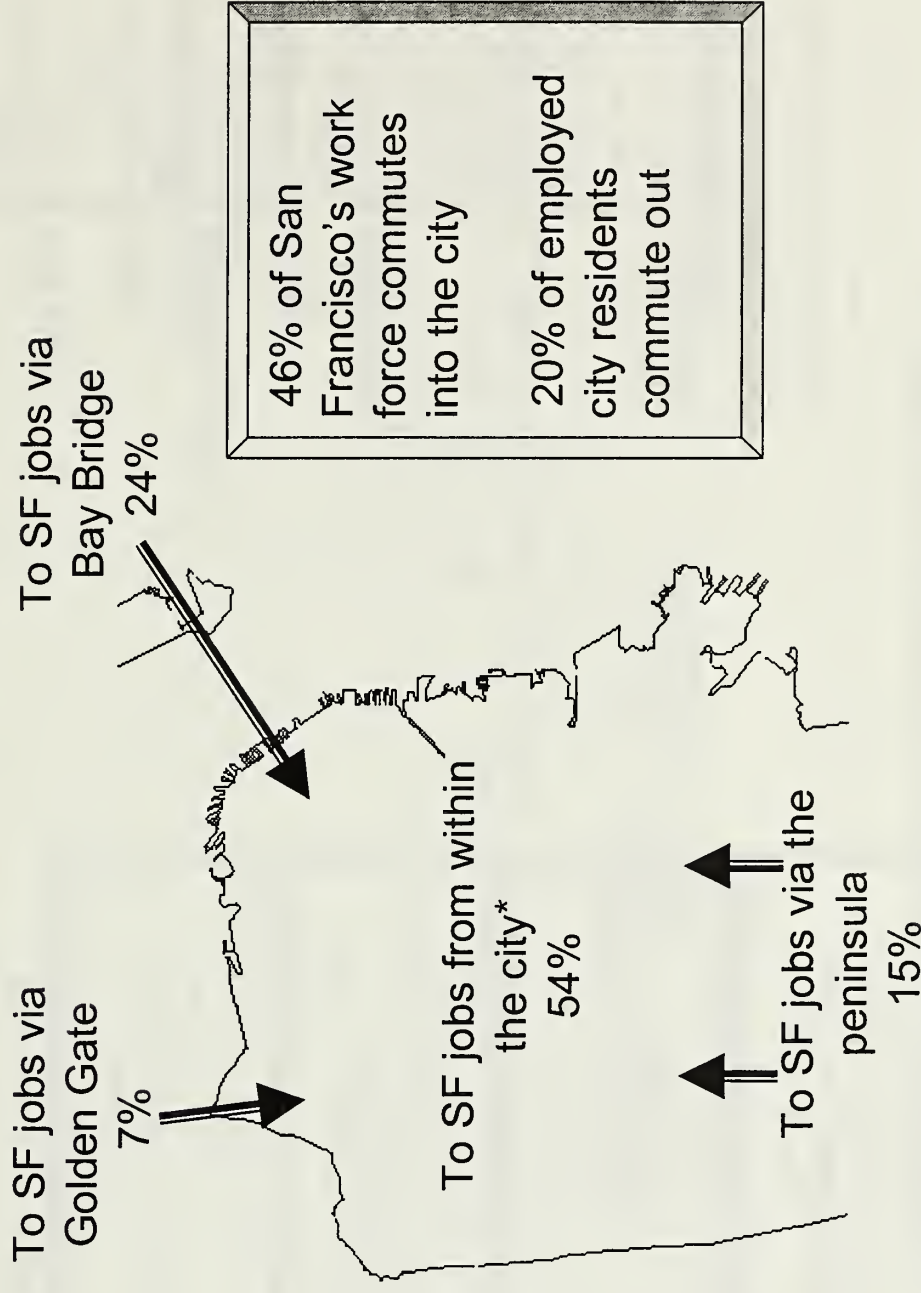 To SF jobs via
Golden Gate
7%
To SF jobs via
Bay Bridge
24%
To SF jobs from within
the city*
54%
To SF jobs via the
peninsula
15%
46% of San
Francisco's work
force commutes
into the city
20% of employed
city residents
commute out